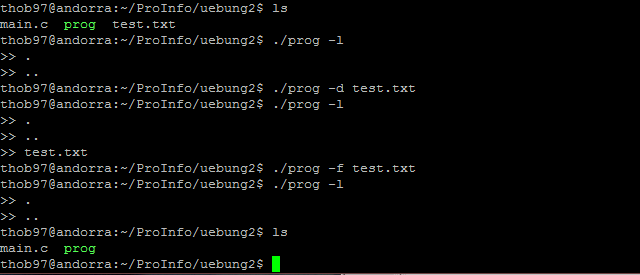 thob97@andorra:~/ProInfo/uebung2$ ls
main.c  prog  test.txt
thob97@andorra:~/ProInfo/uebung2$ ./prog -l
>> .
>> ..
thob97@andorra:~/ProInfo/uebung2$ ./prog -d test.txt
thob97@andorra:~/ProInfo/uebung2$ ./prog -l
>> .
>> ..
>> test.txt
thob97@andorra:~/ProInfo/uebung2$ ./prog -f test.txt
thob97@andorra:~/ProInfo/uebung2$ ./prog -l
>> .
>> ..
thob97@andorra:~/ProInfo/uebung2$ ls
main.c  prog
thob97@andorra:~/ProInfo/uebung2$